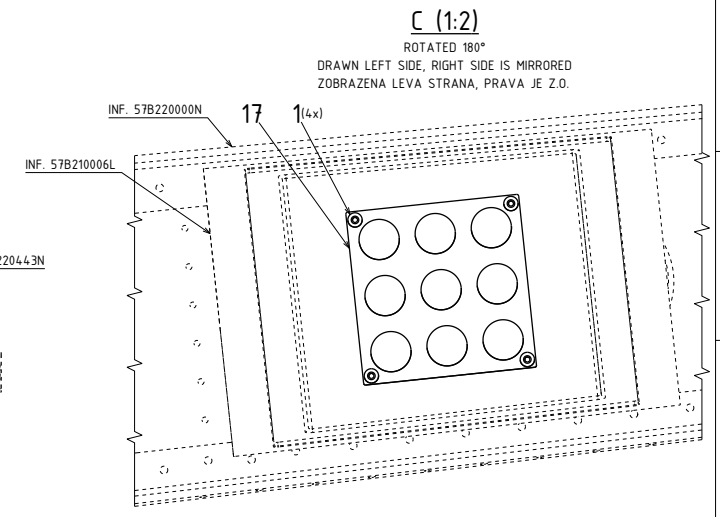 C (1:2)
ROTATED 180°
DRAWN LEFT SIDE, RIGHT SIDE IS MIRRORED
ZOBRAZENA LEVA STRANA, PRAVA JE Z.O.
INF. 57B220000N
17
1(4x)
INF. 57B210006L
220443N